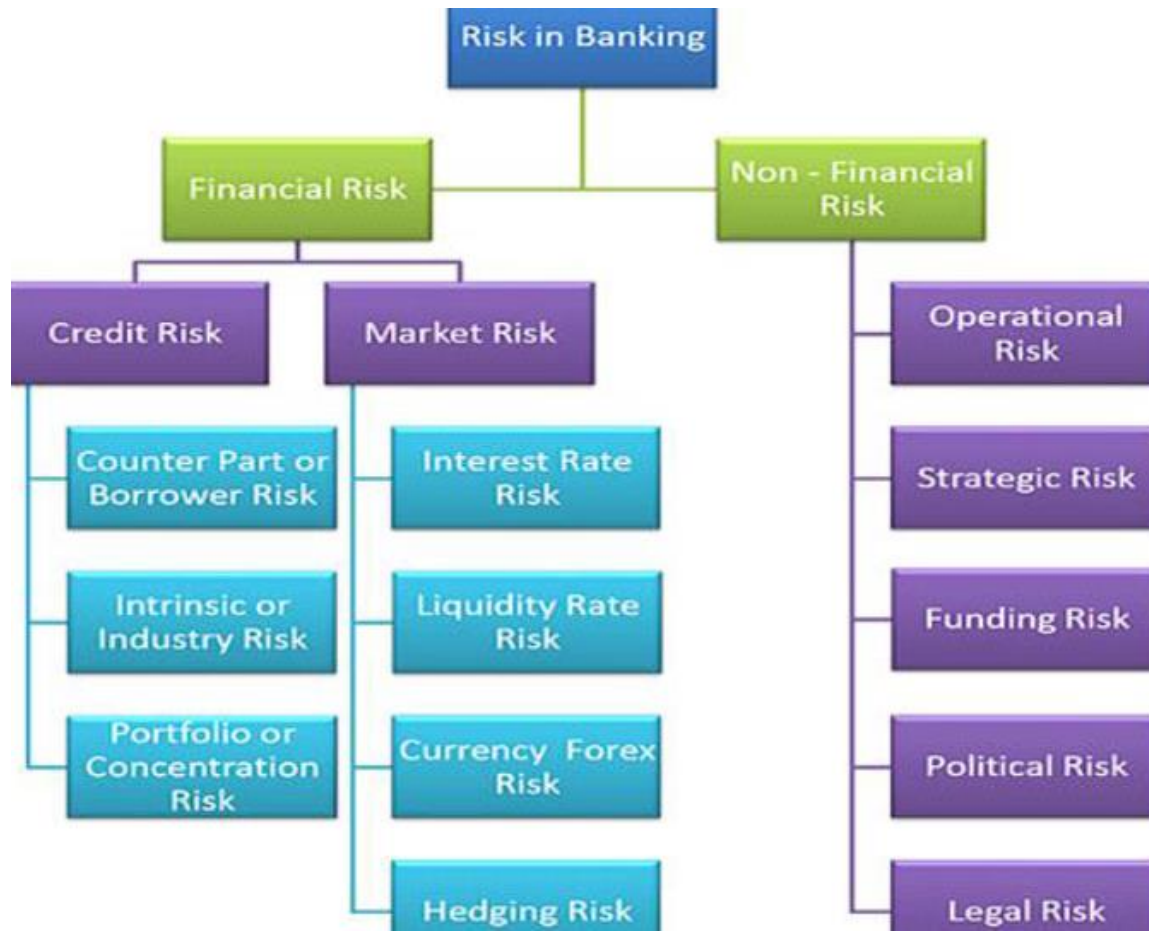 Risk in Banking
Financial Risk
Non - Financial
Risk
Credit Risk
Counter Part or
Borrower Risk
Intrinsic or
Industry Risk
Portfolio or
Concentration
Risk
Market Risk
Interest Rate
Risk
Liquidity Rate
Risk
Currency Forex
Risk
Hedging Risk
Operational
Risk
Strategic Risk
Funding Risk
Political Risk
Legal Risk